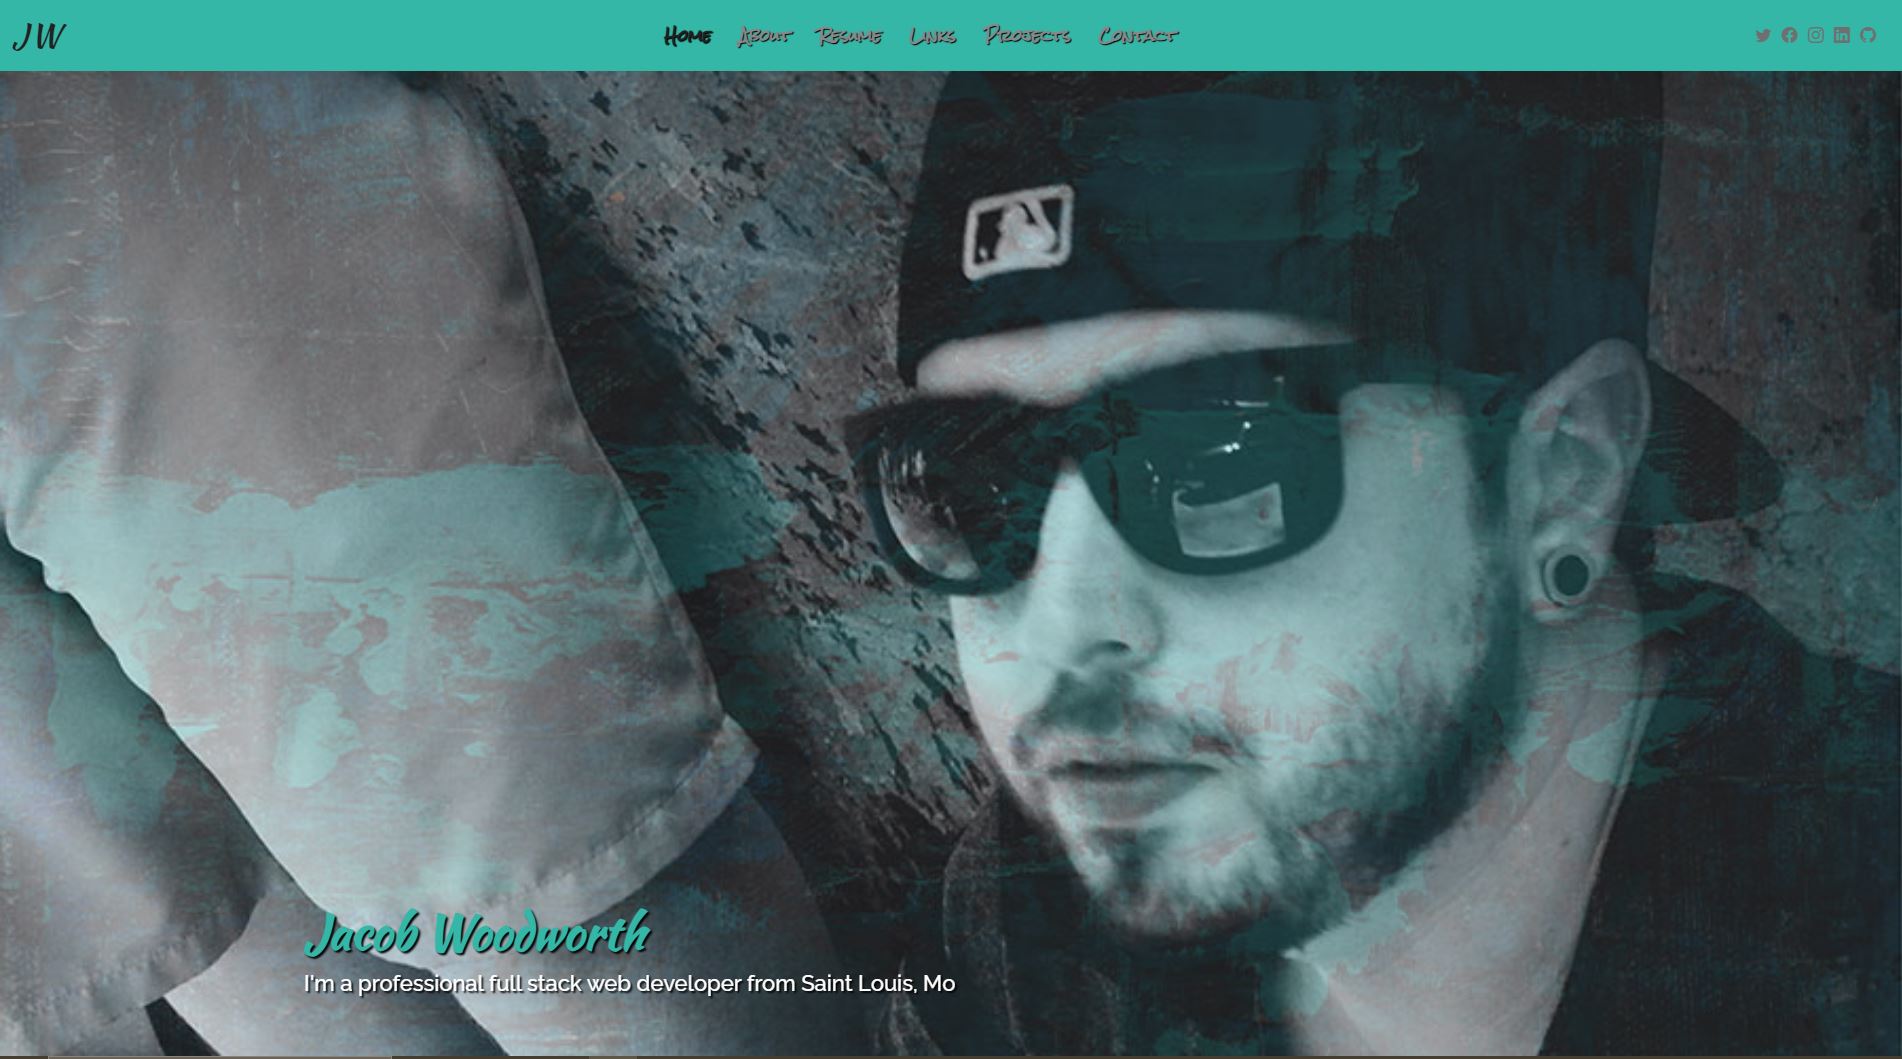 JW
Home About Resume Links Projects Contact
Jacob Woodworth
I'm a professional full stack web developer from Saint Louis, Mo